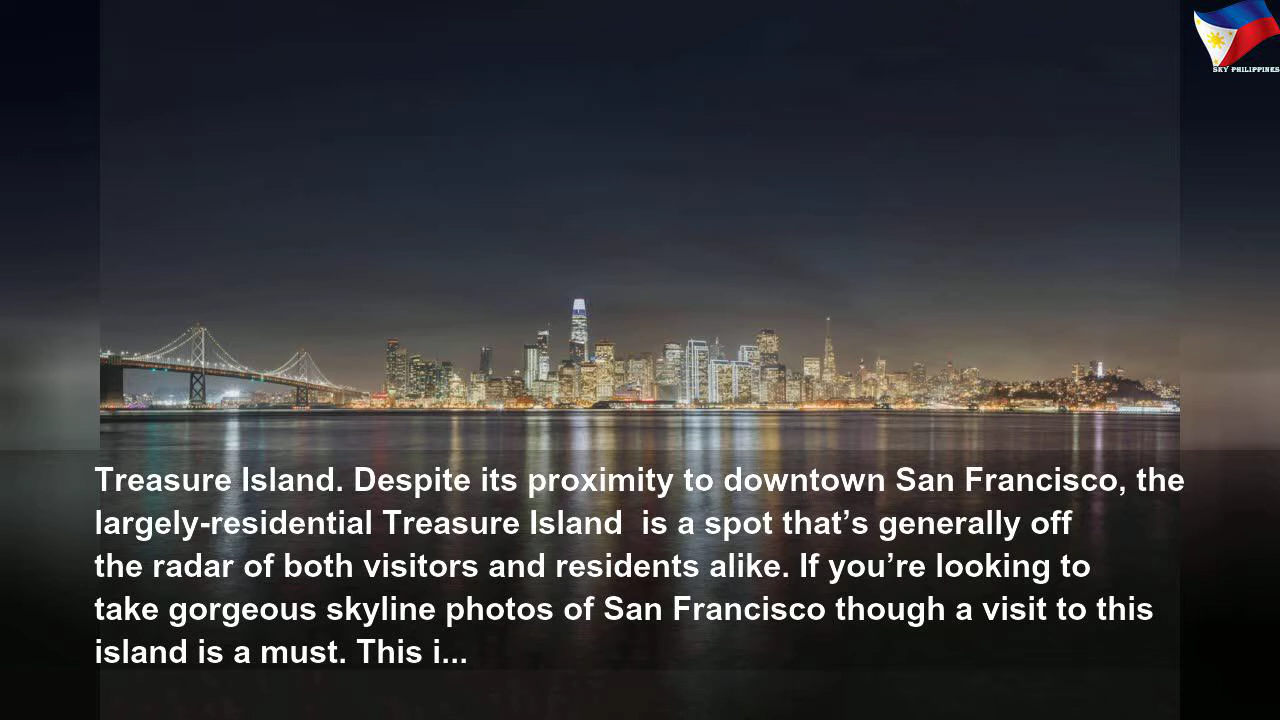 SKY PHILIPPINES
Treasure Island. Despite its proximity to downtown San Francisco, the
largely-residential Treasure Island  is a spot that’s generally off
the radar of both visitors and residents alike. If you’re looking to
take gorgeous skyline photos of San Francisco though a visit to this
island is a must. This i...